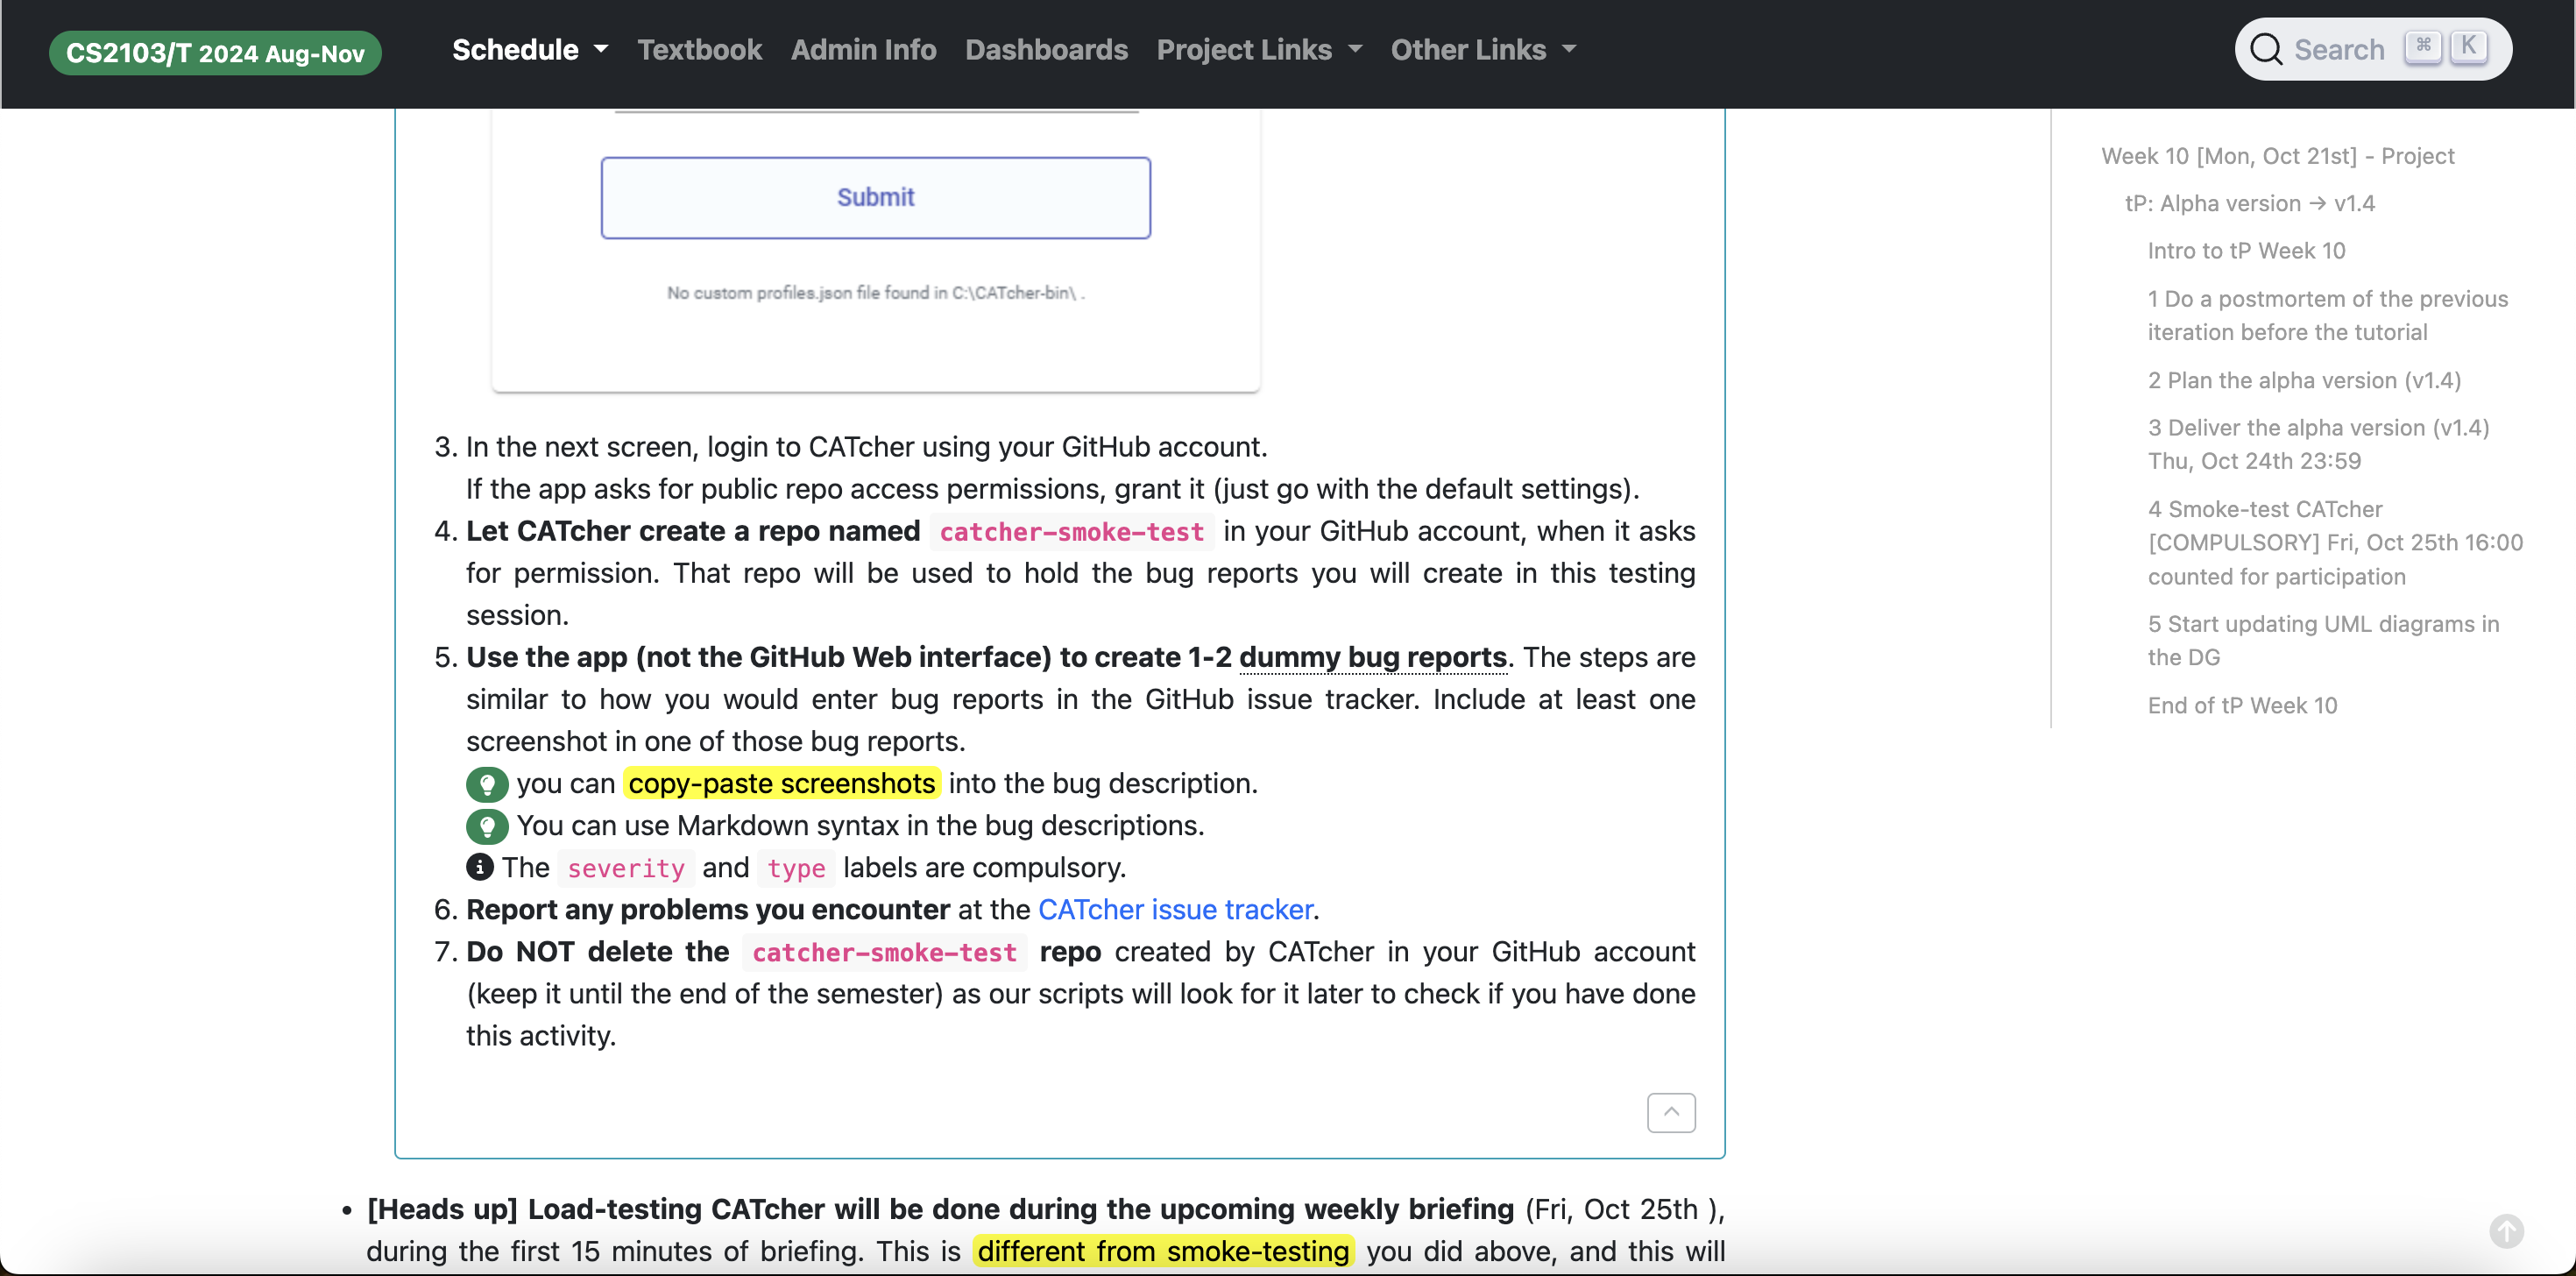 CS2103/T 2024 Aug-Nov
Schedule
Textbook
Admin Info
Dashboards
Project Links
Other Links
Search ⌘ K
Submit
No custom profiles.json file found in C:\CATcher-bin\ .
3. In the next screen, login to CATcher using your GitHub account.
If the app asks for public repo access permissions, grant it (just go with the default settings).
4. Let CATcher create a repo named catcher-smoke-test in your GitHub account, when it asks
for permission. That repo will be used to hold the bug reports you will create in this testing
session.
5. Use the app (not the GitHub Web interface) to create 1-2 dummy bug reports. The steps are
similar to how you would enter bug reports in the GitHub issue tracker. Include at least one
screenshot in one of those bug reports.
you can copy-paste screenshots into the bug description.
You can use Markdown syntax in the bug descriptions.
The severity and type labels are compulsory.
6. Report any problems you encounter at the CATcher issue tracker.
7. Do NOT delete the catcher-smoke-test repo created by CATcher in your GitHub account
(keep it until the end of the semester) as our scripts will look for it later to check if you have done
this activity.
• [Heads up] Load-testing CATcher will be done during the upcoming weekly briefing (Fri, Oct 25th ),
during the first 15 minutes of briefing. This is different from smoke-testing you did above, and this will
Week 10 [Mon, Oct 21st] - Project
tP: Alpha version → v1.4
Intro to tP Week 10
1 Do a postmortem of the previous
iteration before the tutorial
2 Plan the alpha version (v1.4)
3 Deliver the alpha version (v1.4)
Thu, Oct 24th 23:59
4 Smoke-test CATcher
[COMPULSORY] Fri, Oct 25th 16:00
counted for participation
5 Start updating UML diagrams in
the DG
End of tP Week 10